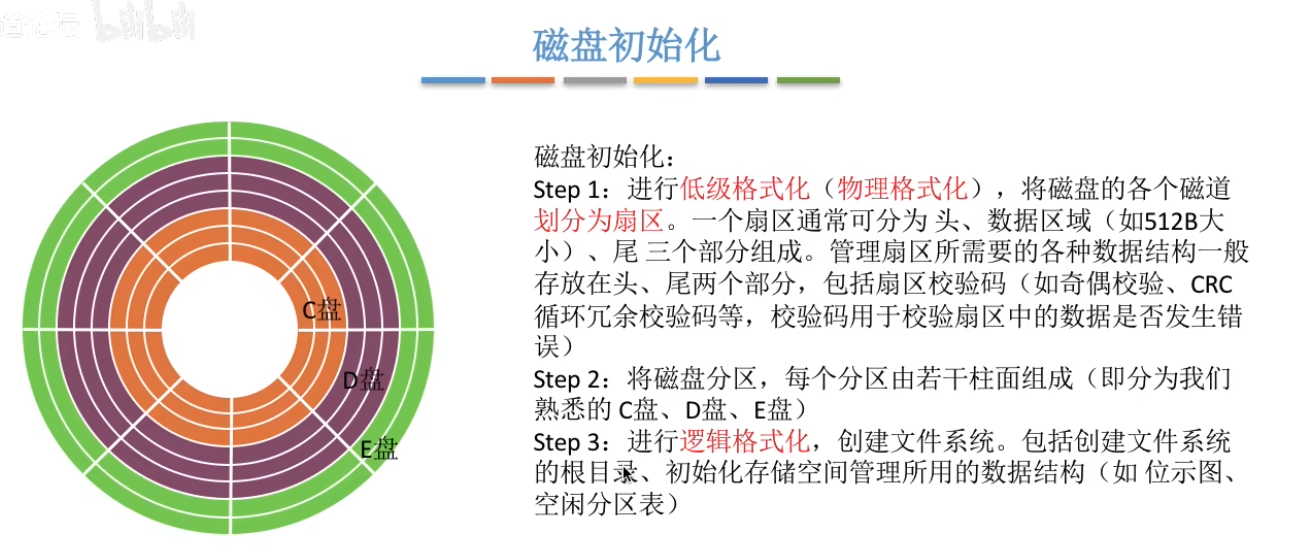 道论坛 bilibili
磁盘初始化
磁盘初始化：
Step 1：进行低级格式化（物理格式化），将磁盘的各个磁道
划分为扇区。一个扇区通常可分为 头、数据区域（如512B大
小）、尾 三个部分组成。管理扇区所需要的各种数据结构一般
存放在头、尾两个部分，包括扇区校验码（如奇偶校验、CRC
循环冗余校验码等，校验码用于校验扇区中的数据是否发生错
误）
Step 2：将磁盘分区，每个分区由若干柱面组成（即分为我们
熟悉的 C盘、D盘、E盘）
Step 3：进行逻辑格式化，创建文件系统。包括创建文件系统
的根目录、初始化存储空间管理所用的数据结构（如 位示图、
空闲分区表）
C盘
D盘
E盘